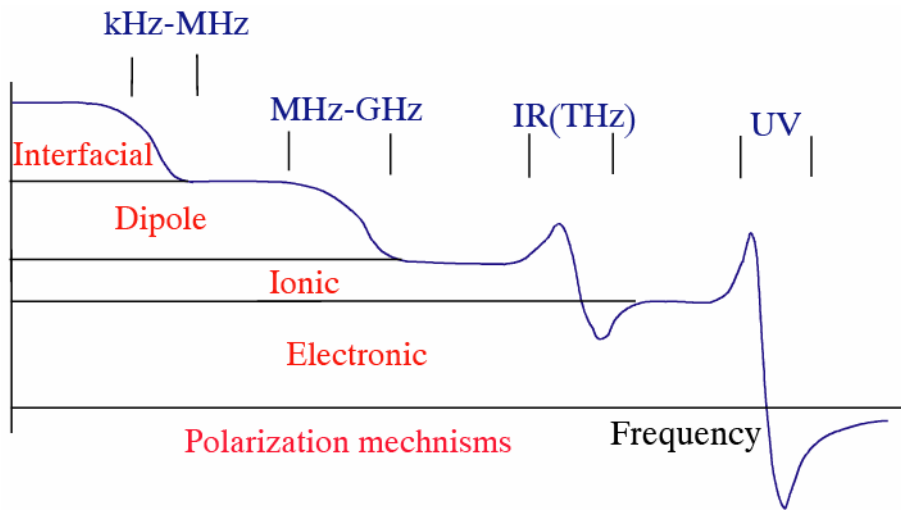 kHz-MHz
MHz-GHz
IR(THz)
UV
Interfacial
Dipole
Ionic
Electronic
Polarization mechnisms
Frequency